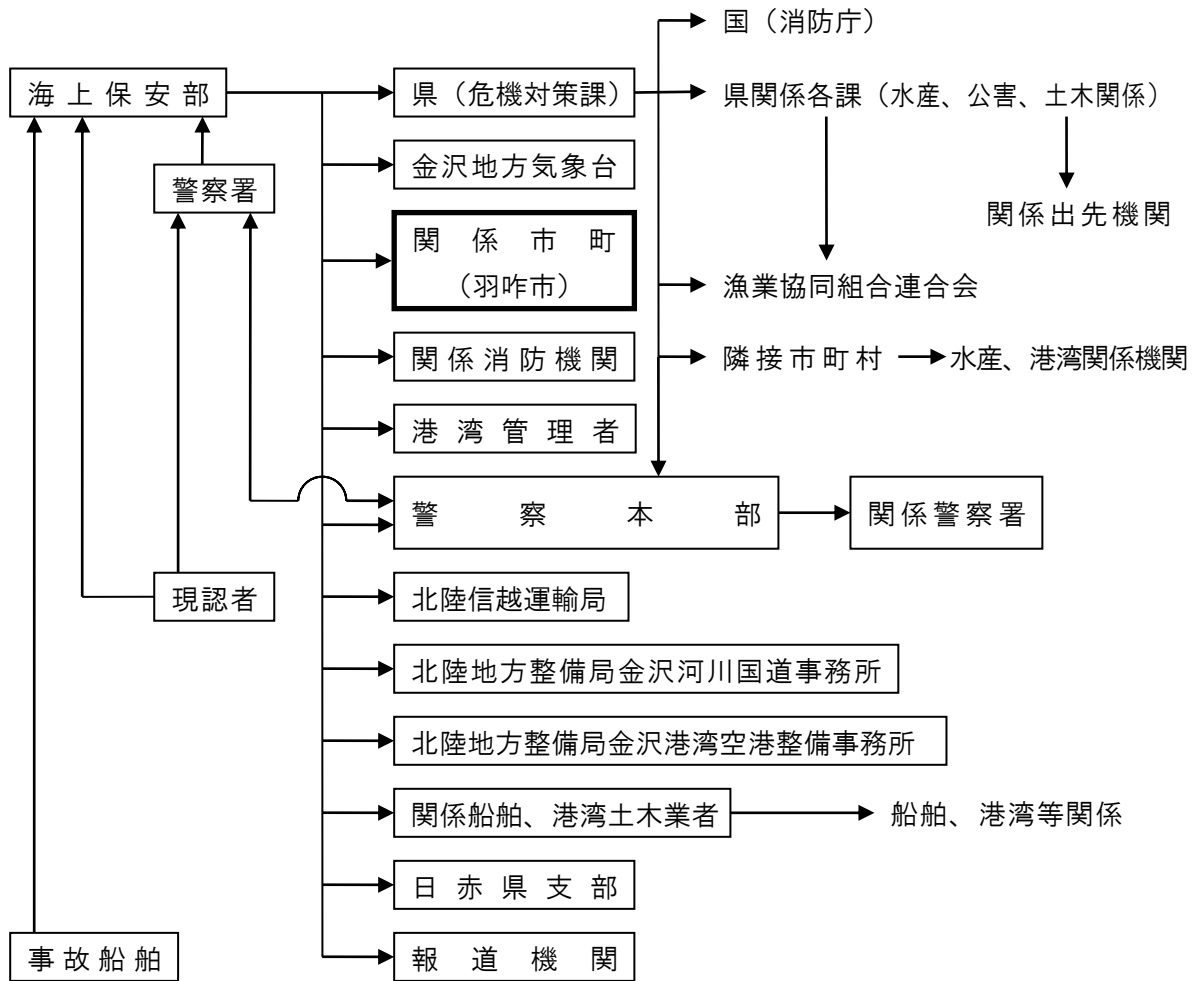 国（消防庁）
海上保安部
県（危機対策課）
県関係各課（水産、公害、土木関係）
金沢地方気象台
警察署
関係出先機関
関係市町
（羽咋市）
漁業協同組合連合会
関係消防機関
隣接市町村
水産、港湾関係機関
港湾管理者
警察本部
関係警察署
現認者
北陸信越運輸局
北陸地方整備局金沢河川国道事務所
北陸地方整備局金沢港湾空港整備事務所
関係船舶、港湾土木業者
船舶、港湾等関係
日赤県支部
事故船舶
報道機関